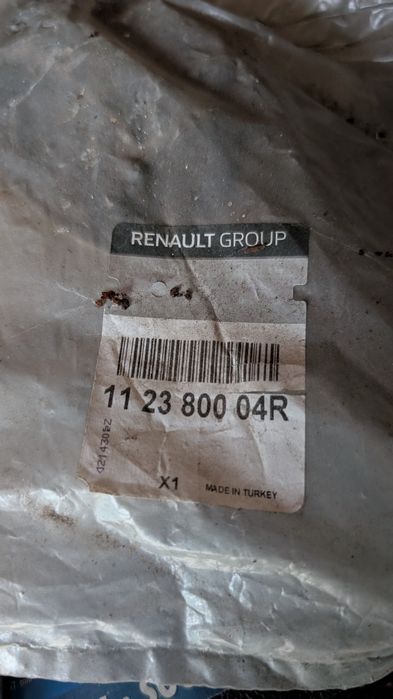 RENAULT GROUP
11 23 800 04R
X1
MADE IN TURKEY